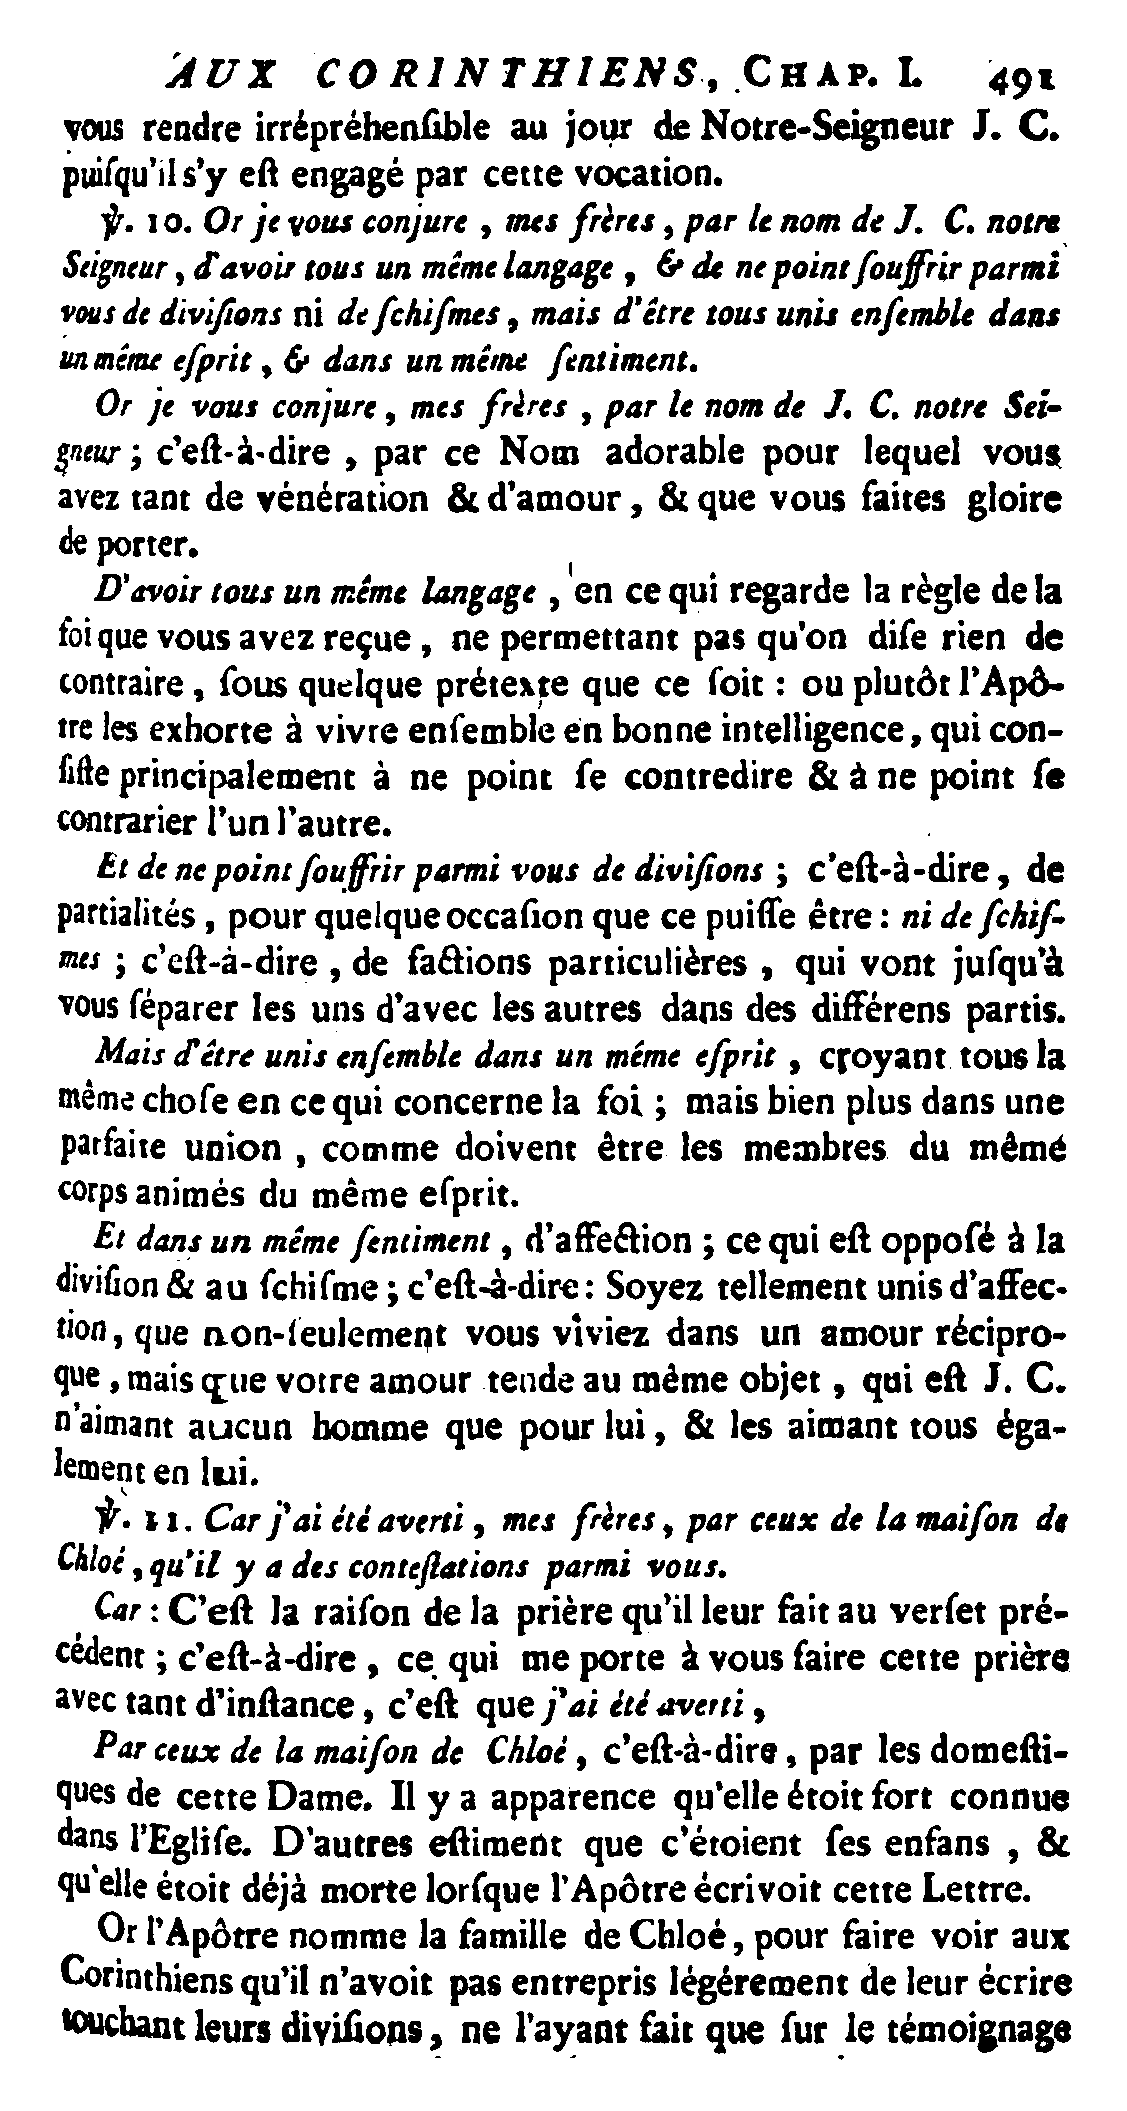 AUX CORINTHIENS, CHAP. I. 491
vous rendre irrépréhenſible au jour de Notre-Seigneur J. C.
puiſqu'il s'y eſt engagé par cette vocation.
℣. 10. Or je vous conjure, mes frères, par le nom de J. C. notre
Seigneur, d'avoir tous un même langage, & de ne point ſouffrir parmi
vous de diviſions ni de ſchiſmes, mais d'être tous unis enſemble dans
un même eſprit, & dans un même ſentiment.
Or je vous conjure, mes frères, par le nom de J. C. notre Sei-
gneur; c'eſt-à-dire, par ce Nom adorable pour lequel vous
avez tant de vénération & d'amour, & que vous faites gloire
de porter.
D'avoir tous un même langage, en ce qui regarde la règle de la
foi que vous avez reçue, ne permettant pas qu'on diſe rien de
contraire, ſous quelque prétexte que ce ſoit: ou plutôt l'Apô-
tre les exhorte à vivre enſemble en bonne intelligence, qui con-
ſiſte principalement à ne point ſe contredire & à ne point ſe
contrarier l'un l'autre.
Et de ne point ſouffrir parmi vous de diviſions; c'eſt-à-dire, de
partialités, pour quelque occaſion que ce puiſſe être: ni de ſchiſ-
mes; c'eſt-à-dire, de factions particulières, qui vont juſqu'à
vous ſéparer les uns d'avec les autres dans des différens partis.
Mais d'être unis enſemble dans un même eſprit, croyant tous la
même choſe en ce qui concerne la foi; mais bien plus dans une
parfaite union, comme doivent être les membres du même
corps animés du même eſprit.
Et dans un même ſentiment, d'affection; ce qui eſt oppoſé à la
diviſion & au ſchiſme; c'eſt-à-dire: Soyez tellement unis d'affec-
tion, que non-ſeulement vous viviez dans un amour récipro-
que, mais que votre amour tende au même objet, qui eſt J. C.
n'aimant aucun homme que pour lui, & les aimant tous éga-
lement en lui.
℣. 11. Car j'ai été averti, mes frères, par ceux de la maiſon de
Chloé, qu'il y a des conteſtations parmi vous.
Car: C'eſt la raiſon de la prière qu'il leur fait au verſet pré-
cédent; c'eſt-à-dire, ce qui me porte à vous faire cette prière
avec tant d'inſtance, c'eſt que j'ai été averti,
Par ceux de la maiſon de Chloé, c'eſt-à-dire, par les domeſti-
ques de cette Dame. Il y a apparence qu'elle étoit fort connue
dans l'Egliſe. D'autres eſtiment que c'étoient ſes enfans, &
qu'elle étoit déjà morte lorſque l'Apôtre écrivoit cette Lettre.
Or l'Apôtre nomme la famille de Chloé, pour faire voir aux
Corinthiens qu'il n'avoit pas entrepris légérement de leur écrire
touchant leurs diviſions, ne l'ayant fait que ſur le témoignage